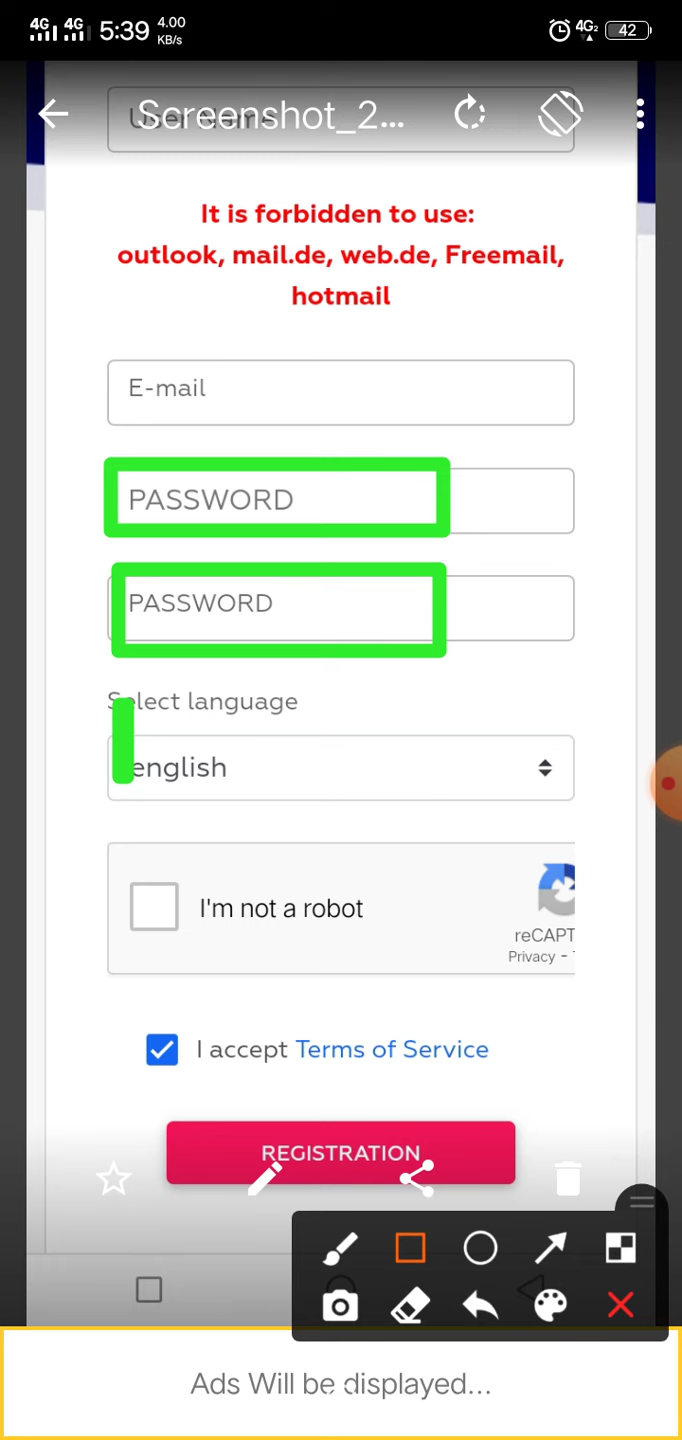 4G 4G 5:39 4.00 KB/s 4G2 42
Screenshot_2...
User Name
It is forbidden to use:
outlook, mail.de, web.de, Freemail,
hotmail
E-mail
PASSWORD
PASSWORD
Select language
english
I'm not a robot
reCAPT
Privacy -
I accept Terms of Service
REGISTRATION
Ads Will be displayed...